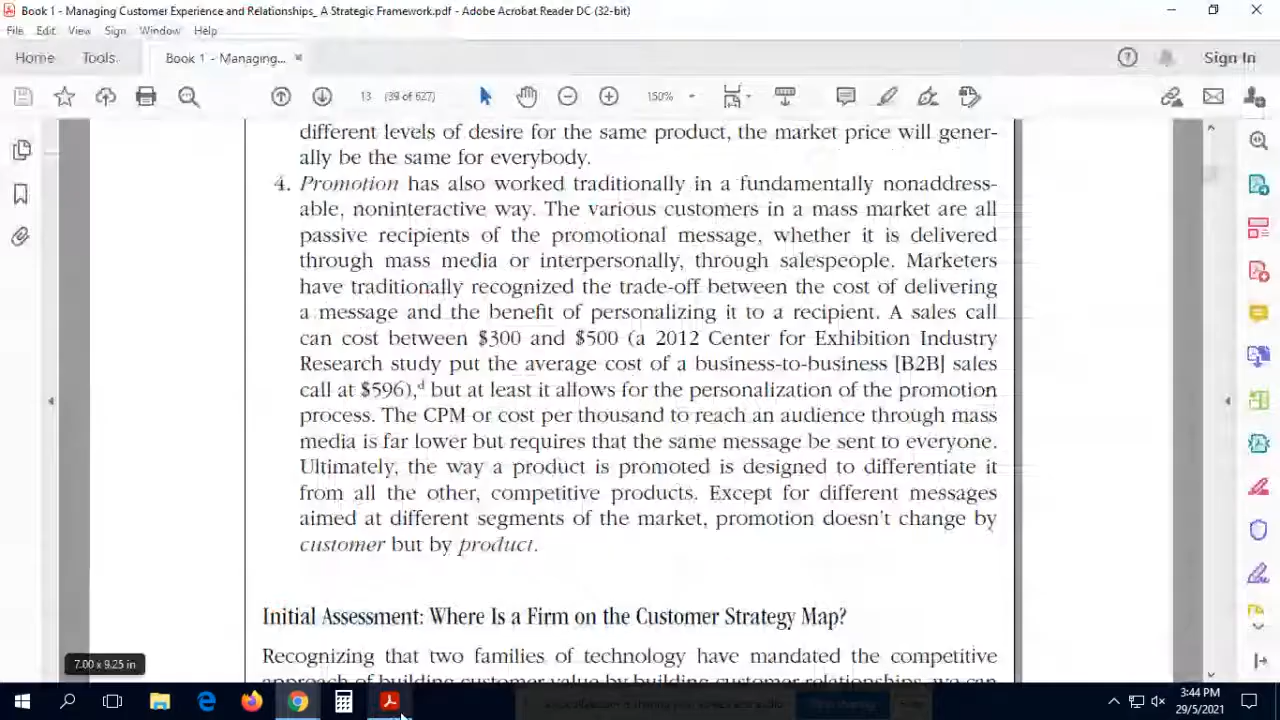 Book 1 - Managing Customer Experience and Relationships_ A Strategic Framework.pdf - Adobe Acrobat Reader DC (32-bit)
File Edit View Sign Window Help
Home Tools Book 1 - Managing... ×
Sign In
13 (39 of 627) 150%
different levels of desire for the same product, the market price will gener-
ally be the same for everybody.
4. Promotion has also worked traditionally in a fundamentally nonaddress-
able, noninteractive way. The various customers in a mass market are all
passive recipients of the promotional message, whether it is delivered
through mass media or interpersonally, through salespeople. Marketers
have traditionally recognized the trade-off between the cost of delivering
a message and the benefit of personalizing it to a recipient. A sales call
can cost between $300 and $500 (a 2012 Center for Exhibition Industry
Research study put the average cost of a business-to-business [B2B] sales
call at $596),d but at least it allows for the personalization of the promotion
process. The CPM or cost per thousand to reach an audience through mass
media is far lower but requires that the same message be sent to everyone.
Ultimately, the way a product is promoted is designed to differentiate it
from all the other, competitive products. Except for different messages
aimed at different segments of the market, promotion doesn't change by
customer but by product.
Initial Assessment: Where Is a Firm on the Customer Strategy Map?
Recognizing that two families of technology have mandated the competitive
approach of building customer value by building customer relationships, we can
7.00 x 9.25 in
3:44 PM
29/5/2021